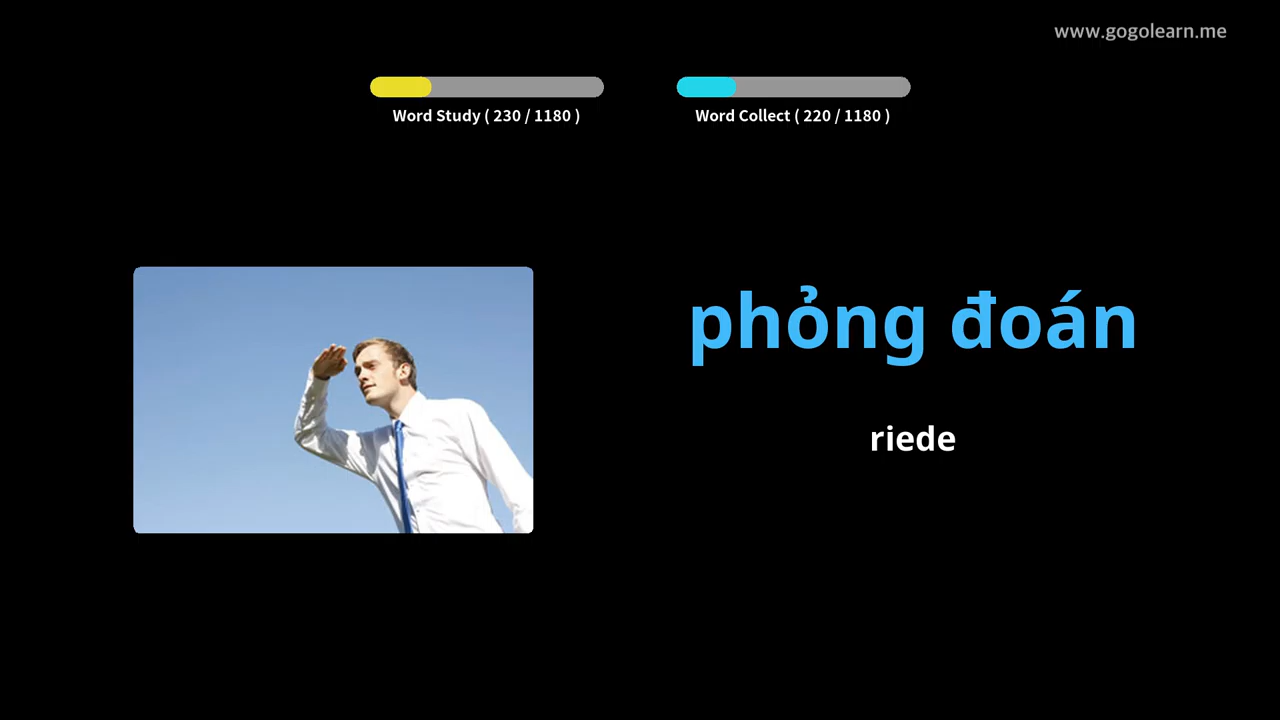 www.gogolearn.me
Word Study ( 230 / 1180 )
Word Collect ( 220 / 1180 )
phỏng đoán
riede